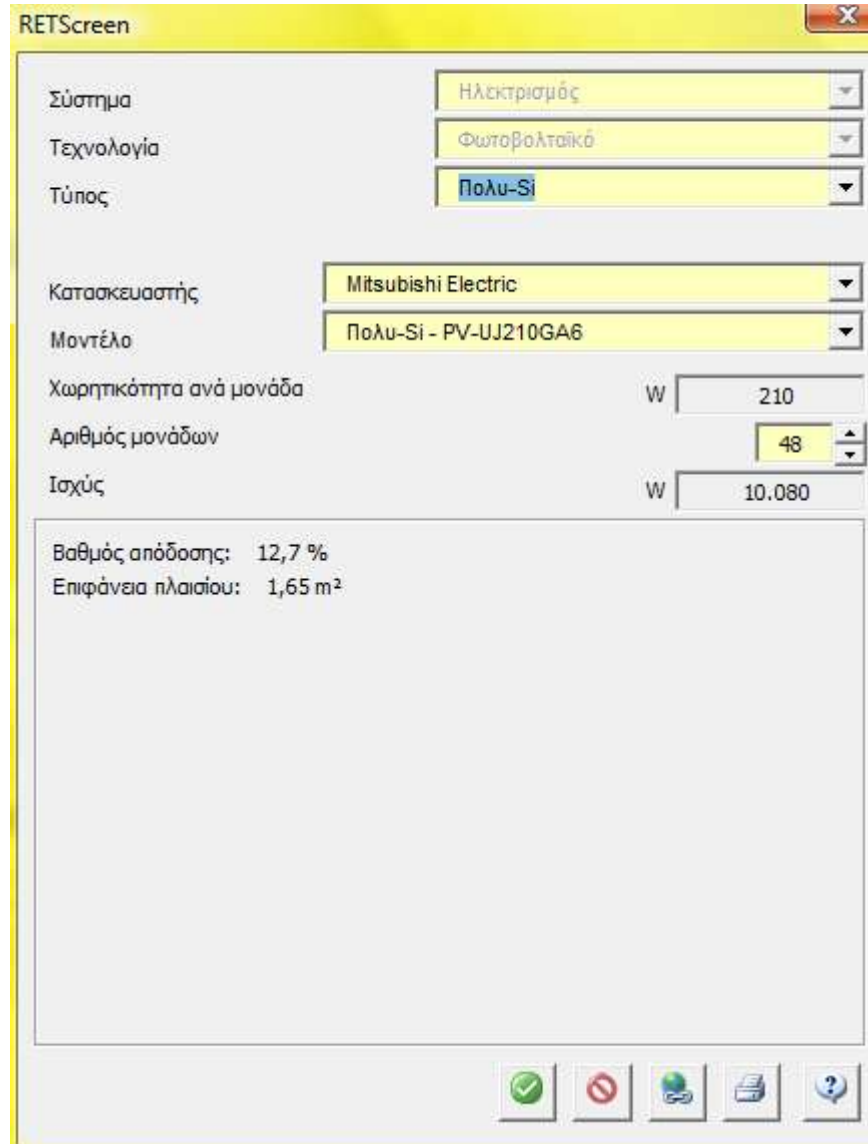 RETScreen
Σύστημα Ηλεκτρισμός
Τεχνολογία Φωτοβολταϊκό
Τύπος Πολυ-Si
Κατασκευαστής Mitsubishi Electric
Μοντέλο Πολυ-Si - PV-UJ210GA6
Χωρητικότητα ανά μονάδα W 210
Αριθμός μονάδων 48
Ισχύς W 10.080
Βαθμός απόδοσης: 12,7 %
Επιφάνεια πλαισίου: 1,65 m²